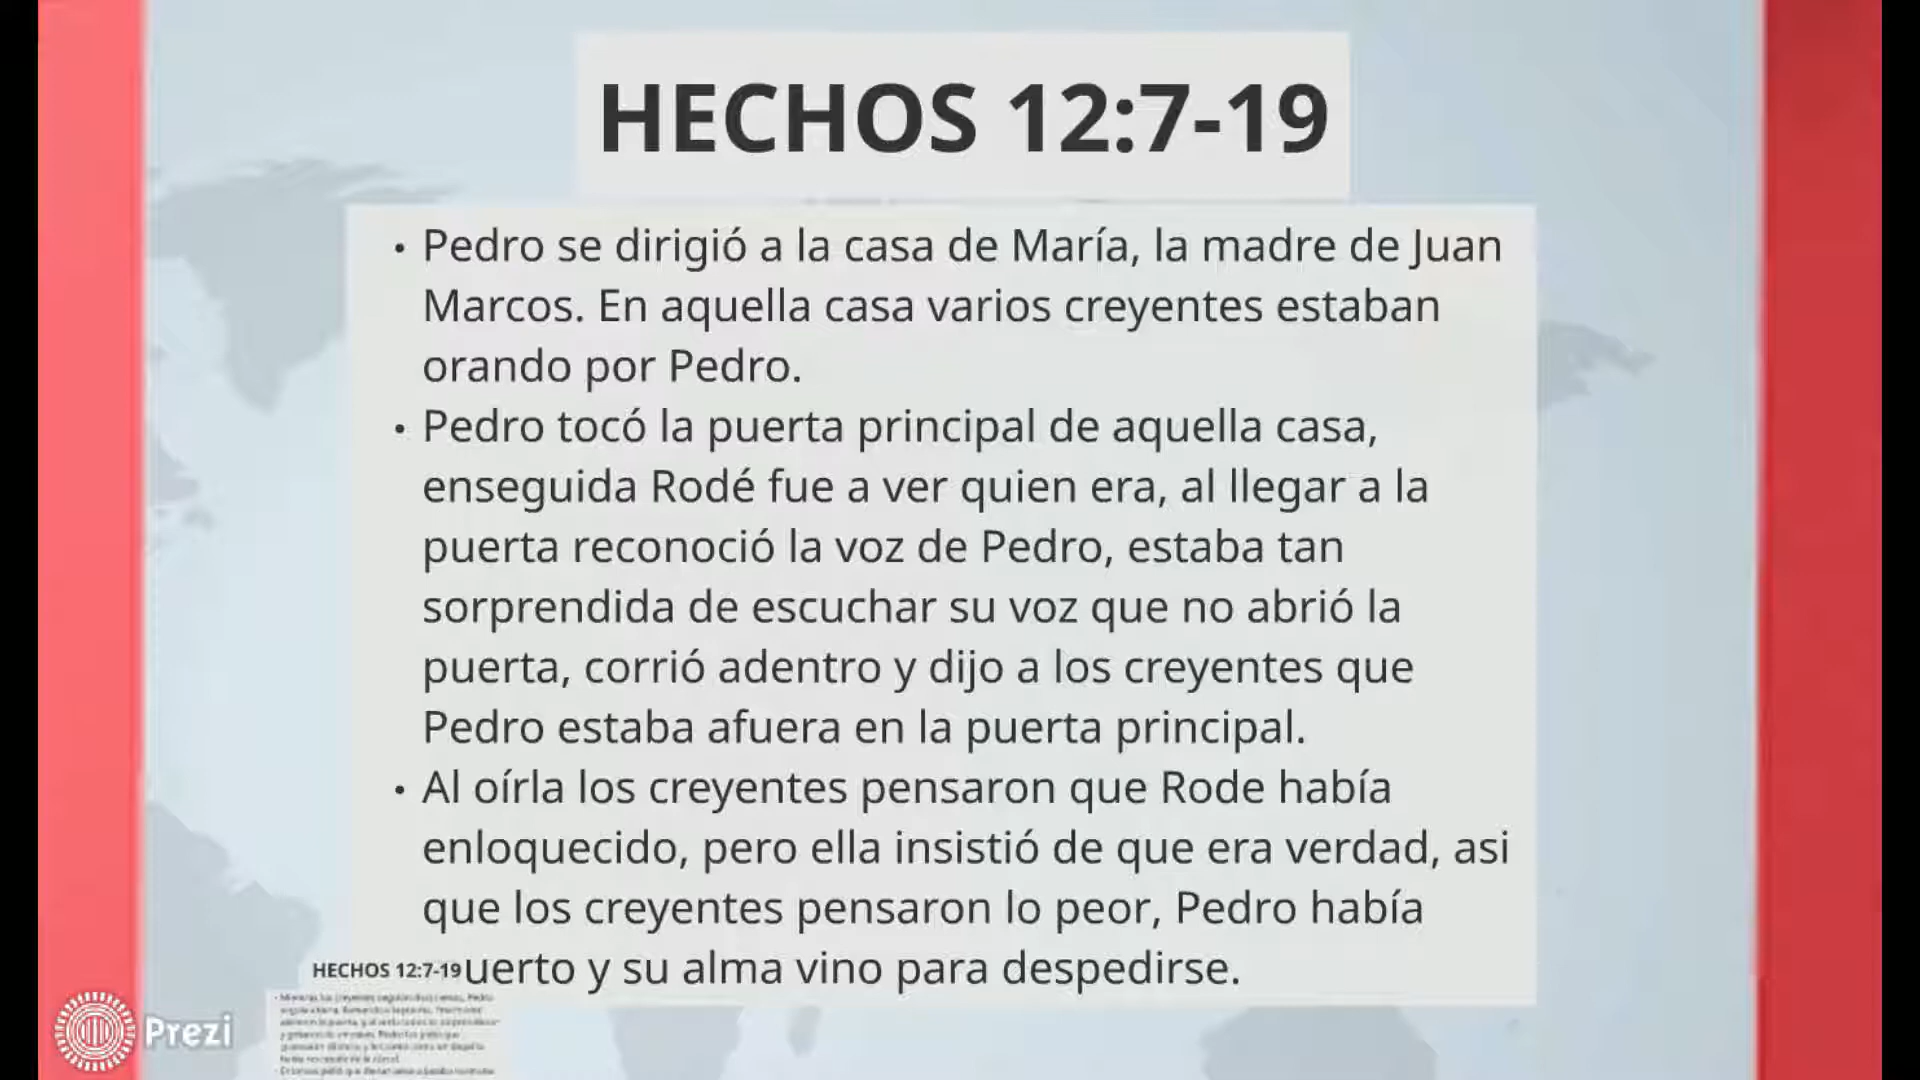 HECHOS 12:7-19
• Pedro se dirigió a la casa de María, la madre de Juan
Marcos. En aquella casa varios creyentes estaban
orando por Pedro.
• Pedro tocó la puerta principal de aquella casa,
enseguida Rodé fue a ver quien era, al llegar a la
puerta reconoció la voz de Pedro, estaba tan
sorprendida de escuchar su voz que no abrió la
puerta, corrió adentro y dijo a los creyentes que
Pedro estaba afuera en la puerta principal.
• Al oírla los creyentes pensaron que Rode había
enloquecido, pero ella insistió de que era verdad, asi
que los creyentes pensaron lo peor, Pedro había
uerto y su alma vino para despedirse.
HECHOS 12:7-19
Prezi